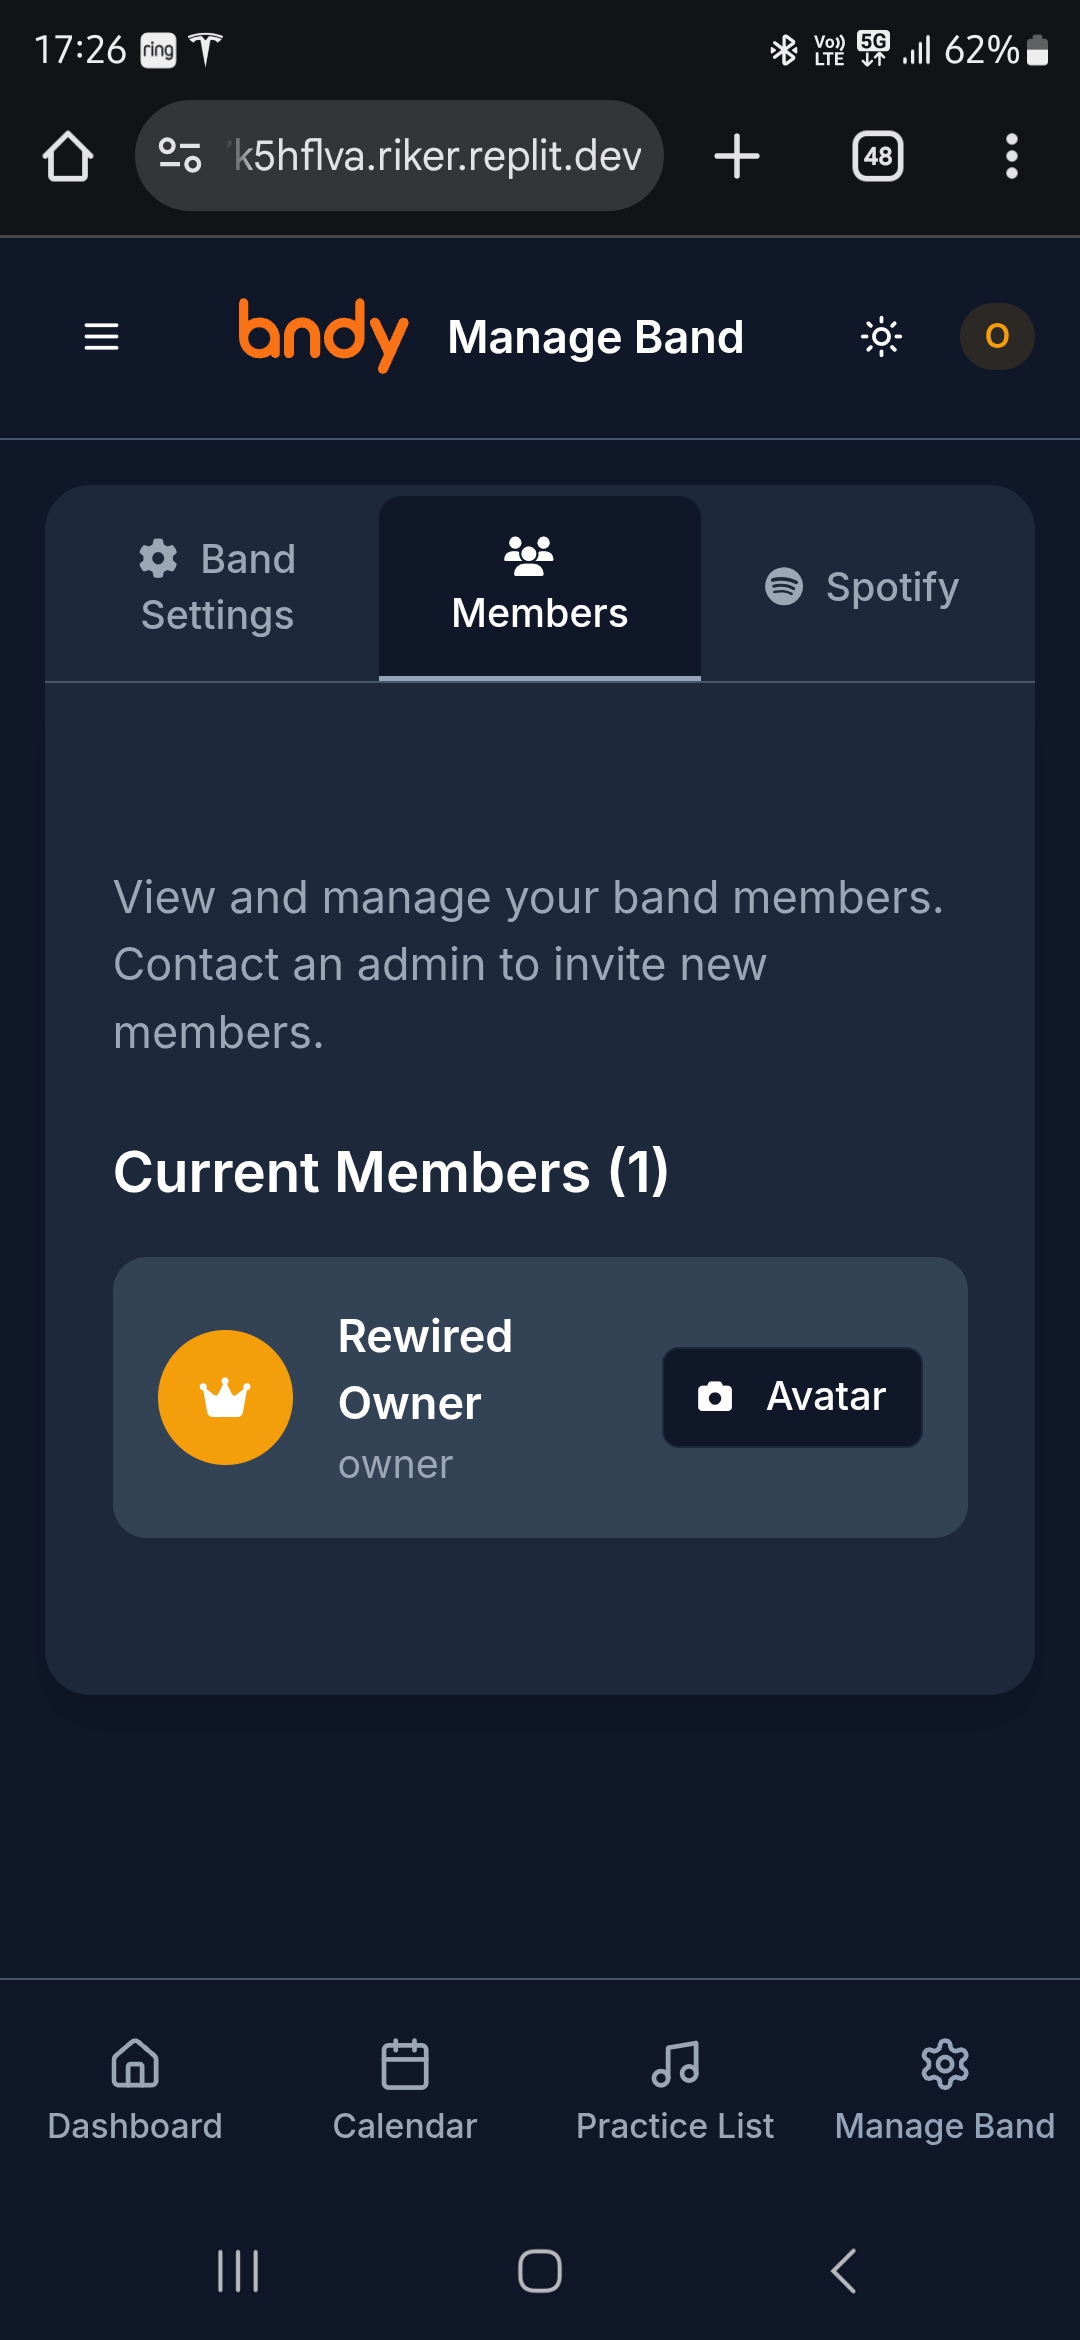 17:26 ring Vo)) LTE 5G 62%
k5hflva.riker.replit.dev 48
bndy Manage Band O
Band
Settings
Members
Spotify
View and manage your band members.
Contact an admin to invite new
members.
Current Members (1)
Rewired
Owner
owner
Avatar
Dashboard Calendar Practice List Manage Band